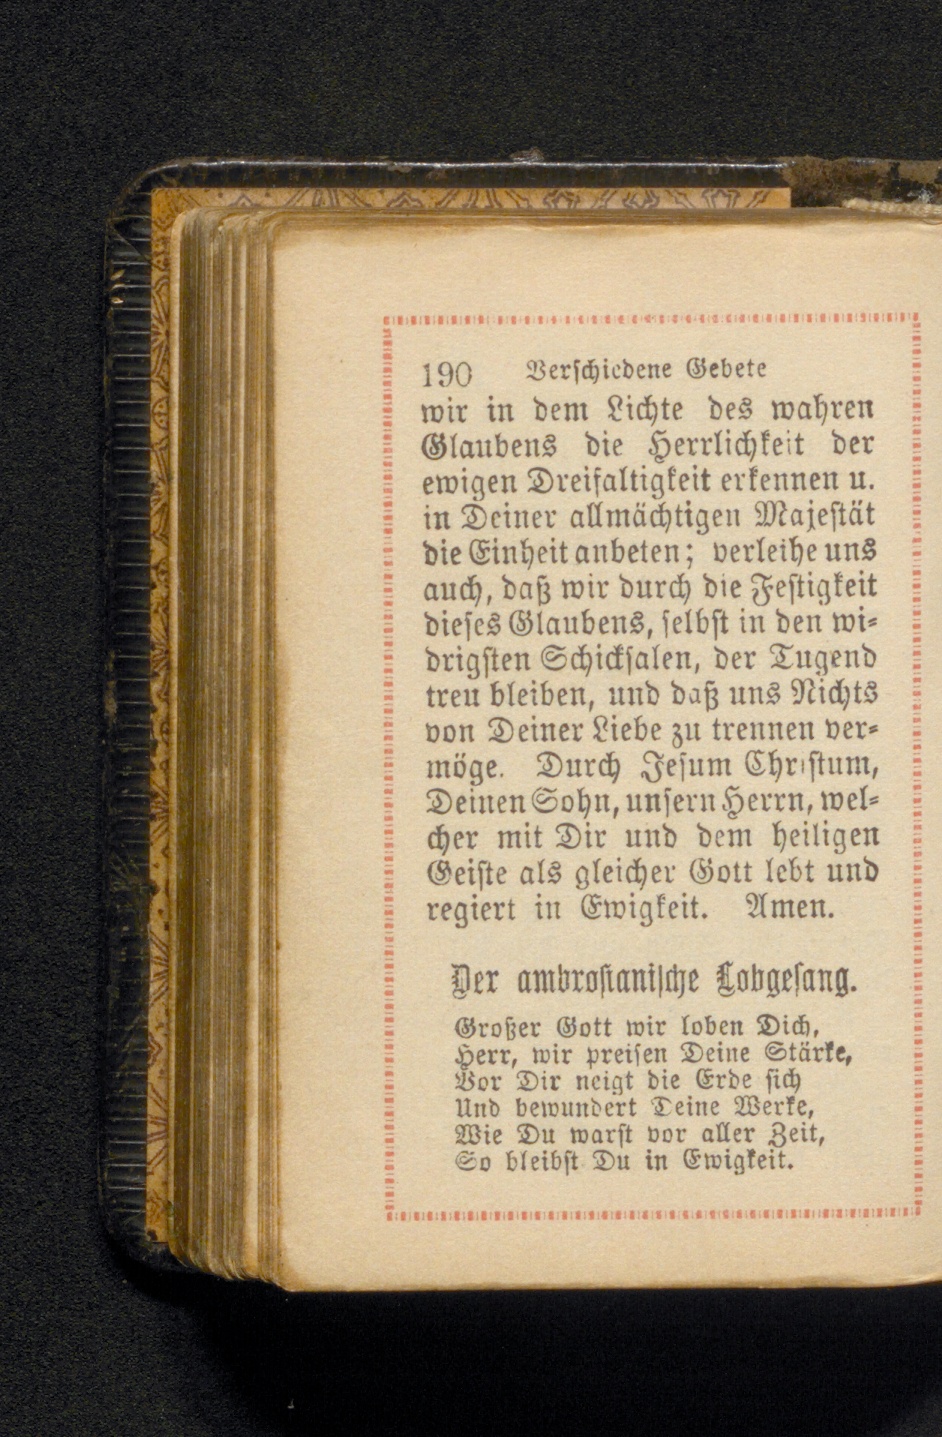 190 Verschiedene Gebete
wir in dem Lichte des wahren
Glaubens die Herrlichkeit der
ewigen Dreifaltigkeit erkennen u.
in Deiner allmächtigen Majestät
die Einheit anbeten; verleihe uns
auch, daß wir durch die Festigkeit
dieses Glaubens, selbst in den wi-
drigsten Schicksalen, der Tugend
treu bleiben, und daß uns Nichts
von Deiner Liebe zu trennen ver-
möge. Durch Jesum Christum,
Deinen Sohn, unsern Herrn, wel-
cher mit Dir und dem heiligen
Geiste als gleicher Gott lebt und
regiert in Ewigkeit. Amen.
Der ambrosianische Lobgesang.
Großer Gott wir loben Dich,
Herr, wir preisen Deine Stärke,
Vor Dir neigt die Erde sich
Und bewundert Deine Werke,
Wie Du warst vor aller Zeit,
So bleibst Du in Ewigkeit.